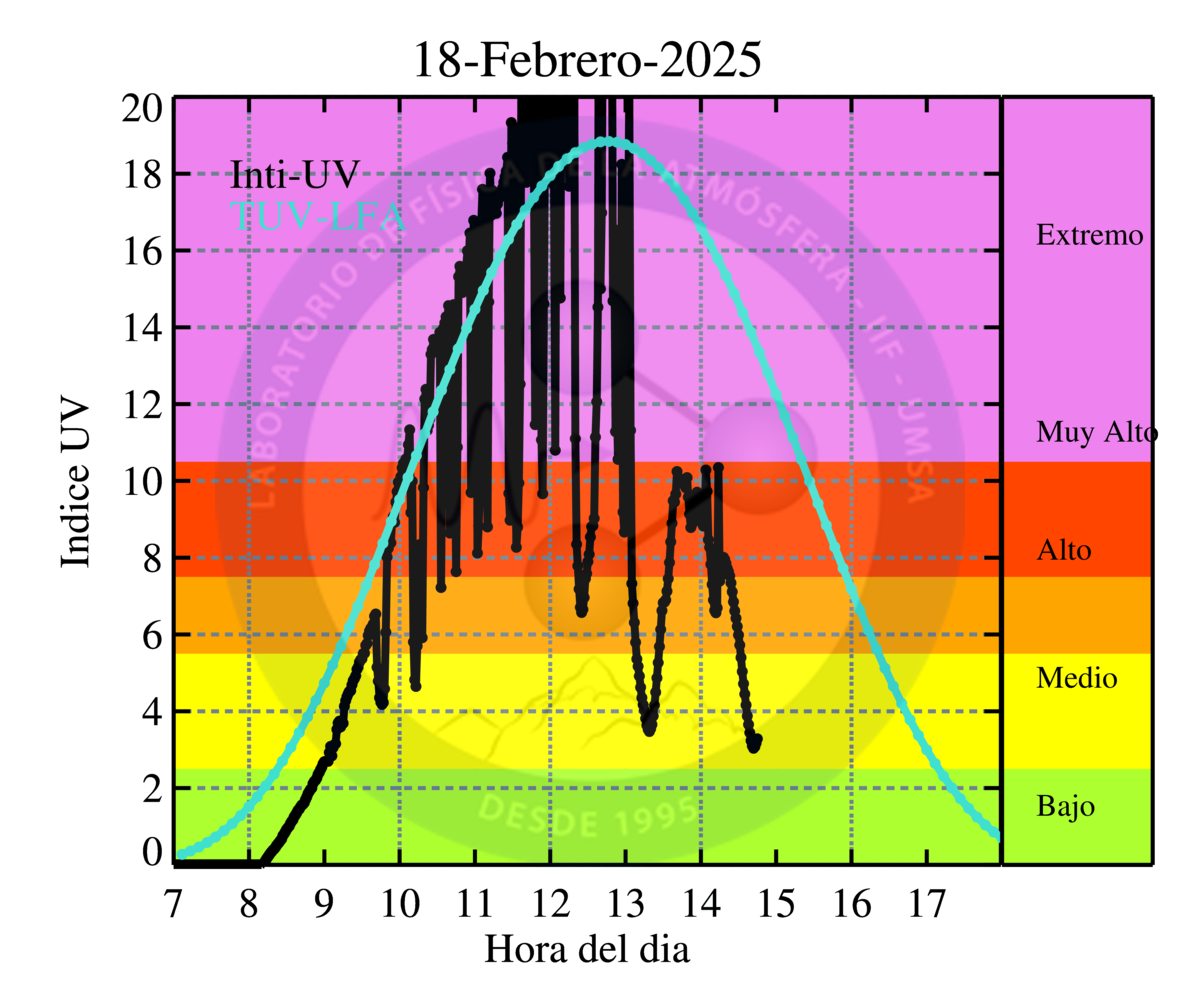 18-Febrero-2025
20
18
16
14
12
10
8
6
4
2
0
Indice UV
Inti-UV
TUV-LFA
LABORATORIO DE FÍSICA DE LA ATMÓSFERA - IIF - UMSA
DESDE 1995
Extremo
Muy Alto
Alto
Medio
Bajo
7 8 9 10 11 12 13 14 15 16 17
Hora del dia